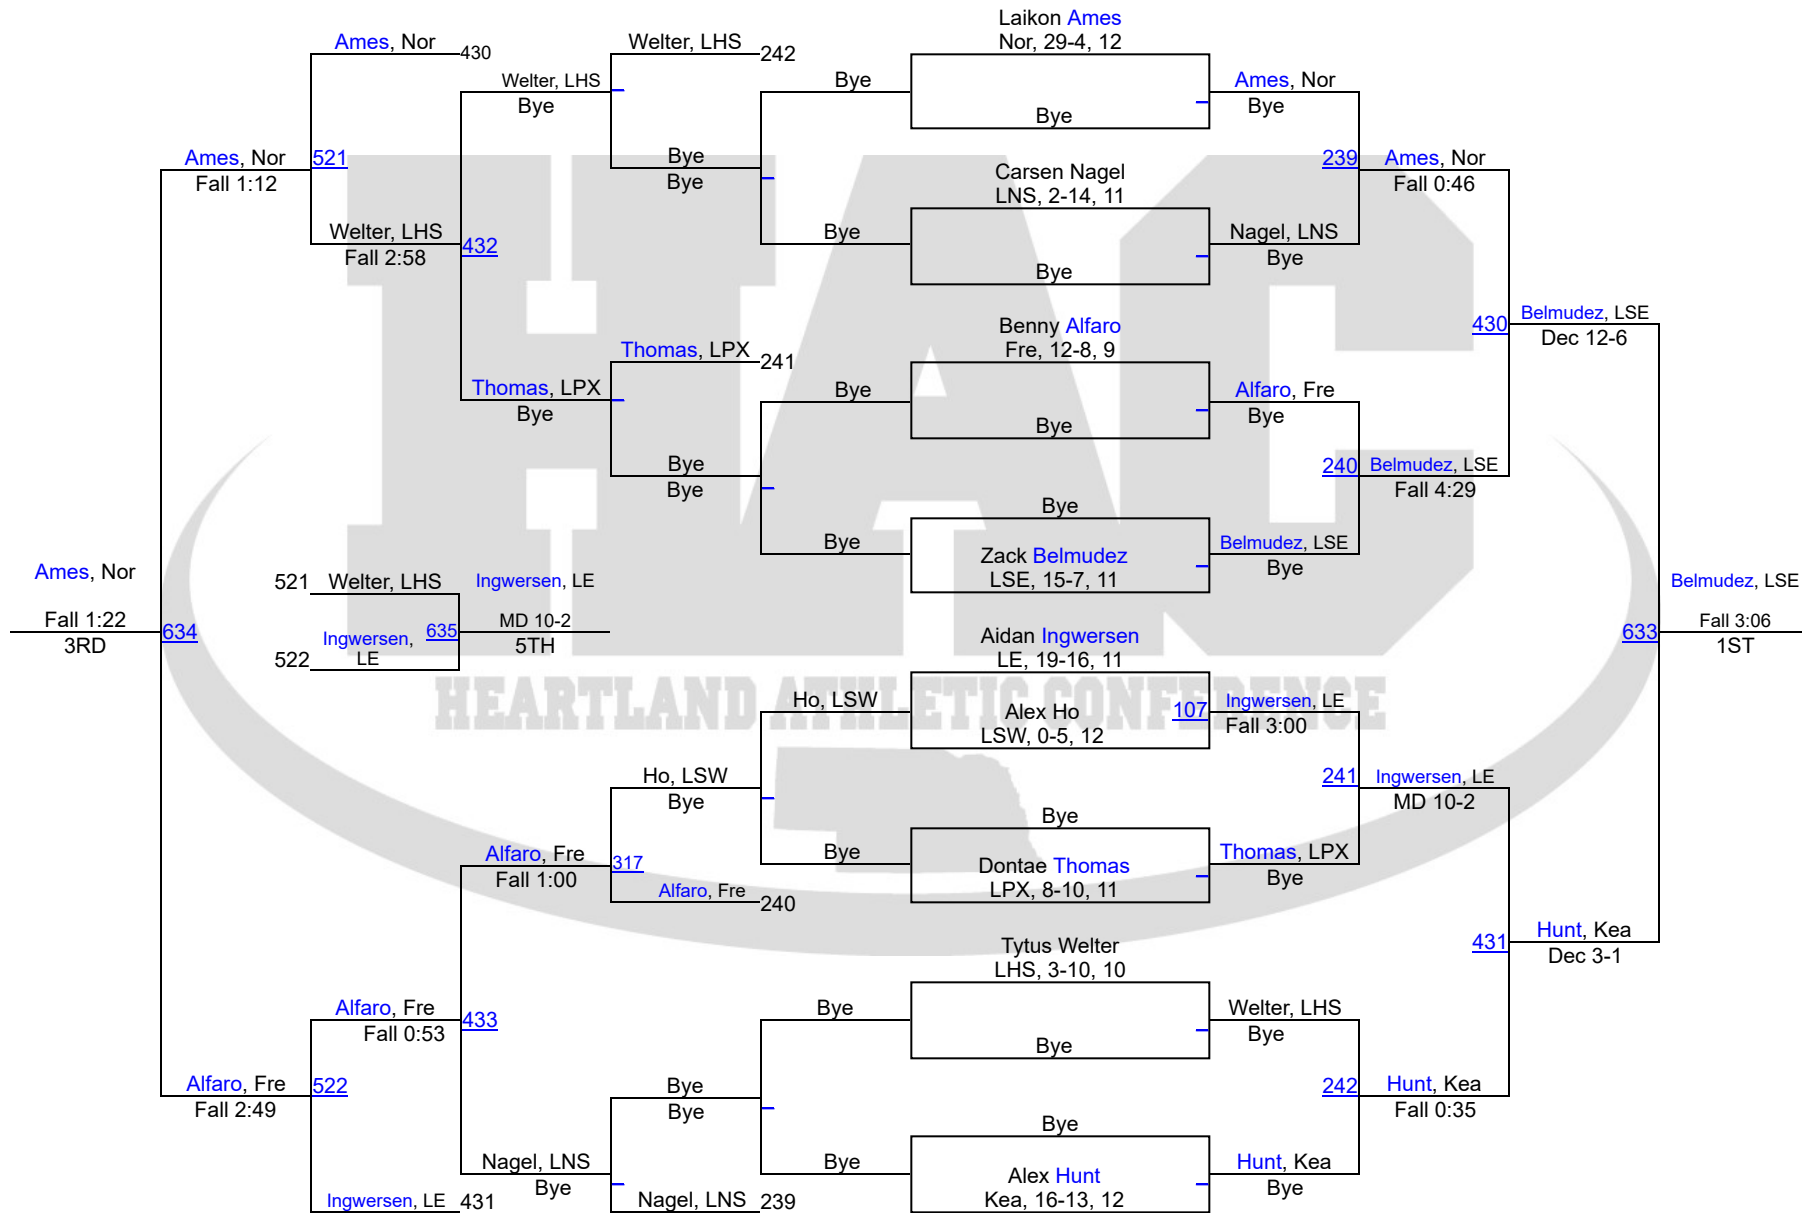 Laikon Ames
Nor, 29-4, 12
Ames, Nor
430
Welter, LHS
242
Welter, LHS
Bye
Bye
Bye
Ames, Nor
Bye
Ames, Nor
Fall 1:12
521
Bye
Bye
Carsen Nagel
LNS, 2-14, 11
239
Ames, Nor
Fall 0:46
Welter, LHS
Fall 2:58
432
Bye
Bye
Nagel, LNS
Bye
Benny Alfaro
Fre, 12-8, 9
430
Belmudez, LSE
Dec 12-6
Thomas, LPX
241
Thomas, LPX
Bye
Bye
Bye
Alfaro, Fre
Bye
Bye
Bye
240
Belmudez, LSE
Fall 4:29
Bye
Bye
Zack Belmudez
LSE, 15-7, 11
Belmudez, LSE
Bye
Ames, Nor
Fall 1:22
3RD
634
521
Welter, LHS
Ingwersen, LE
522
Ingwersen,
LE
635
MD 10-2
5TH
633
Belmudez, LSE
Fall 3:06
1ST
Aidan Ingwersen
LE, 19-16, 11
HEARTLAND ATHLETIC CONFERENCE
Ho, LSW
Alex Ho
LSW, 0-5, 12
107
Ingwersen, LE
Fall 3:00
Ho, LSW
Bye
241
Ingwersen, LE
MD 10-2
Alfaro, Fre
Fall 1:00
317
Bye
Bye
Dontae Thomas
LPX, 8-10, 11
Thomas, LPX
Bye
Alfaro, Fre
240
431
Hunt, Kea
Dec 3-1
Tytus Welter
LHS, 3-10, 10
Alfaro, Fre
Fall 0:53
433
Bye
Bye
Welter, LHS
Bye
Alfaro, Fre
Fall 2:49
522
Bye
Bye
242
Hunt, Kea
Fall 0:35
Nagel, LNS
Bye
Bye
Bye
Alex Hunt
Kea, 16-13, 12
Hunt, Kea
Bye
Ingwersen, LE
431
Nagel, LNS
239
HAC